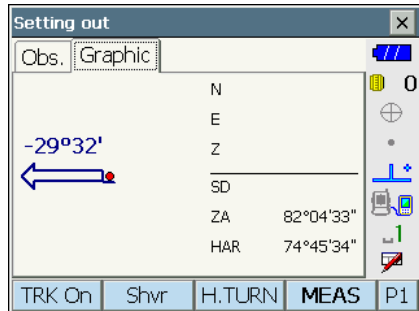 Setting out
Obs. Graphic
0
N
E
-29°32'
Z
SD
ZA 82°04'33"
HAR 74°45'34"
1
TRK On Shvr H.TURN MEAS P1